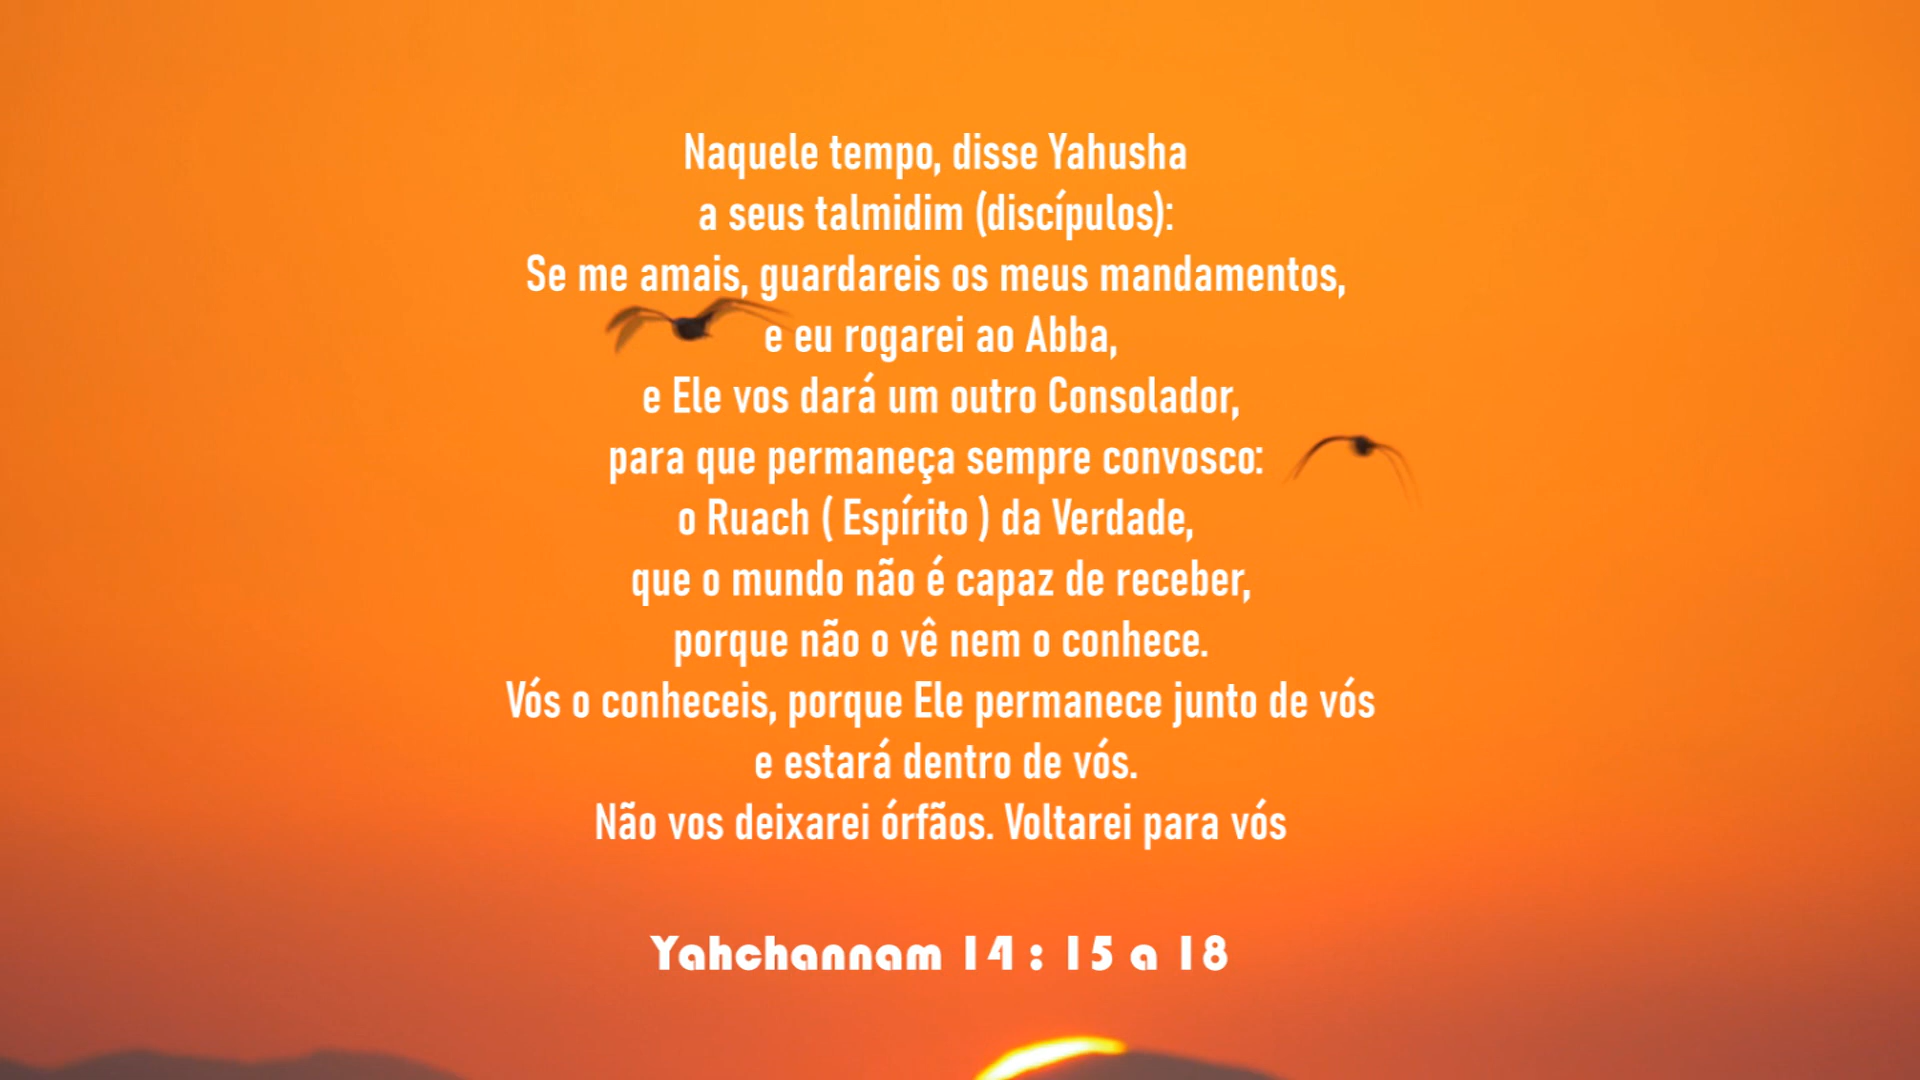 Naquele tempo, disse Yahusha
a seus talmidim (discípulos):
Se me amais, guardareis os meus mandamentos,
e eu rogarei ao Abba,
e Ele vos dará um outro Consolador,
para que permaneça sempre convosco:
o Ruach ( Espírito ) da Verdade,
que o mundo não é capaz de receber,
porque não o vê nem o conhece.
Vós o conheceis, porque Ele permanece junto de vós
e estará dentro de vós.
Não vos deixarei órfãos. Voltarei para vós
Yahchannam 14 : 15 a 18